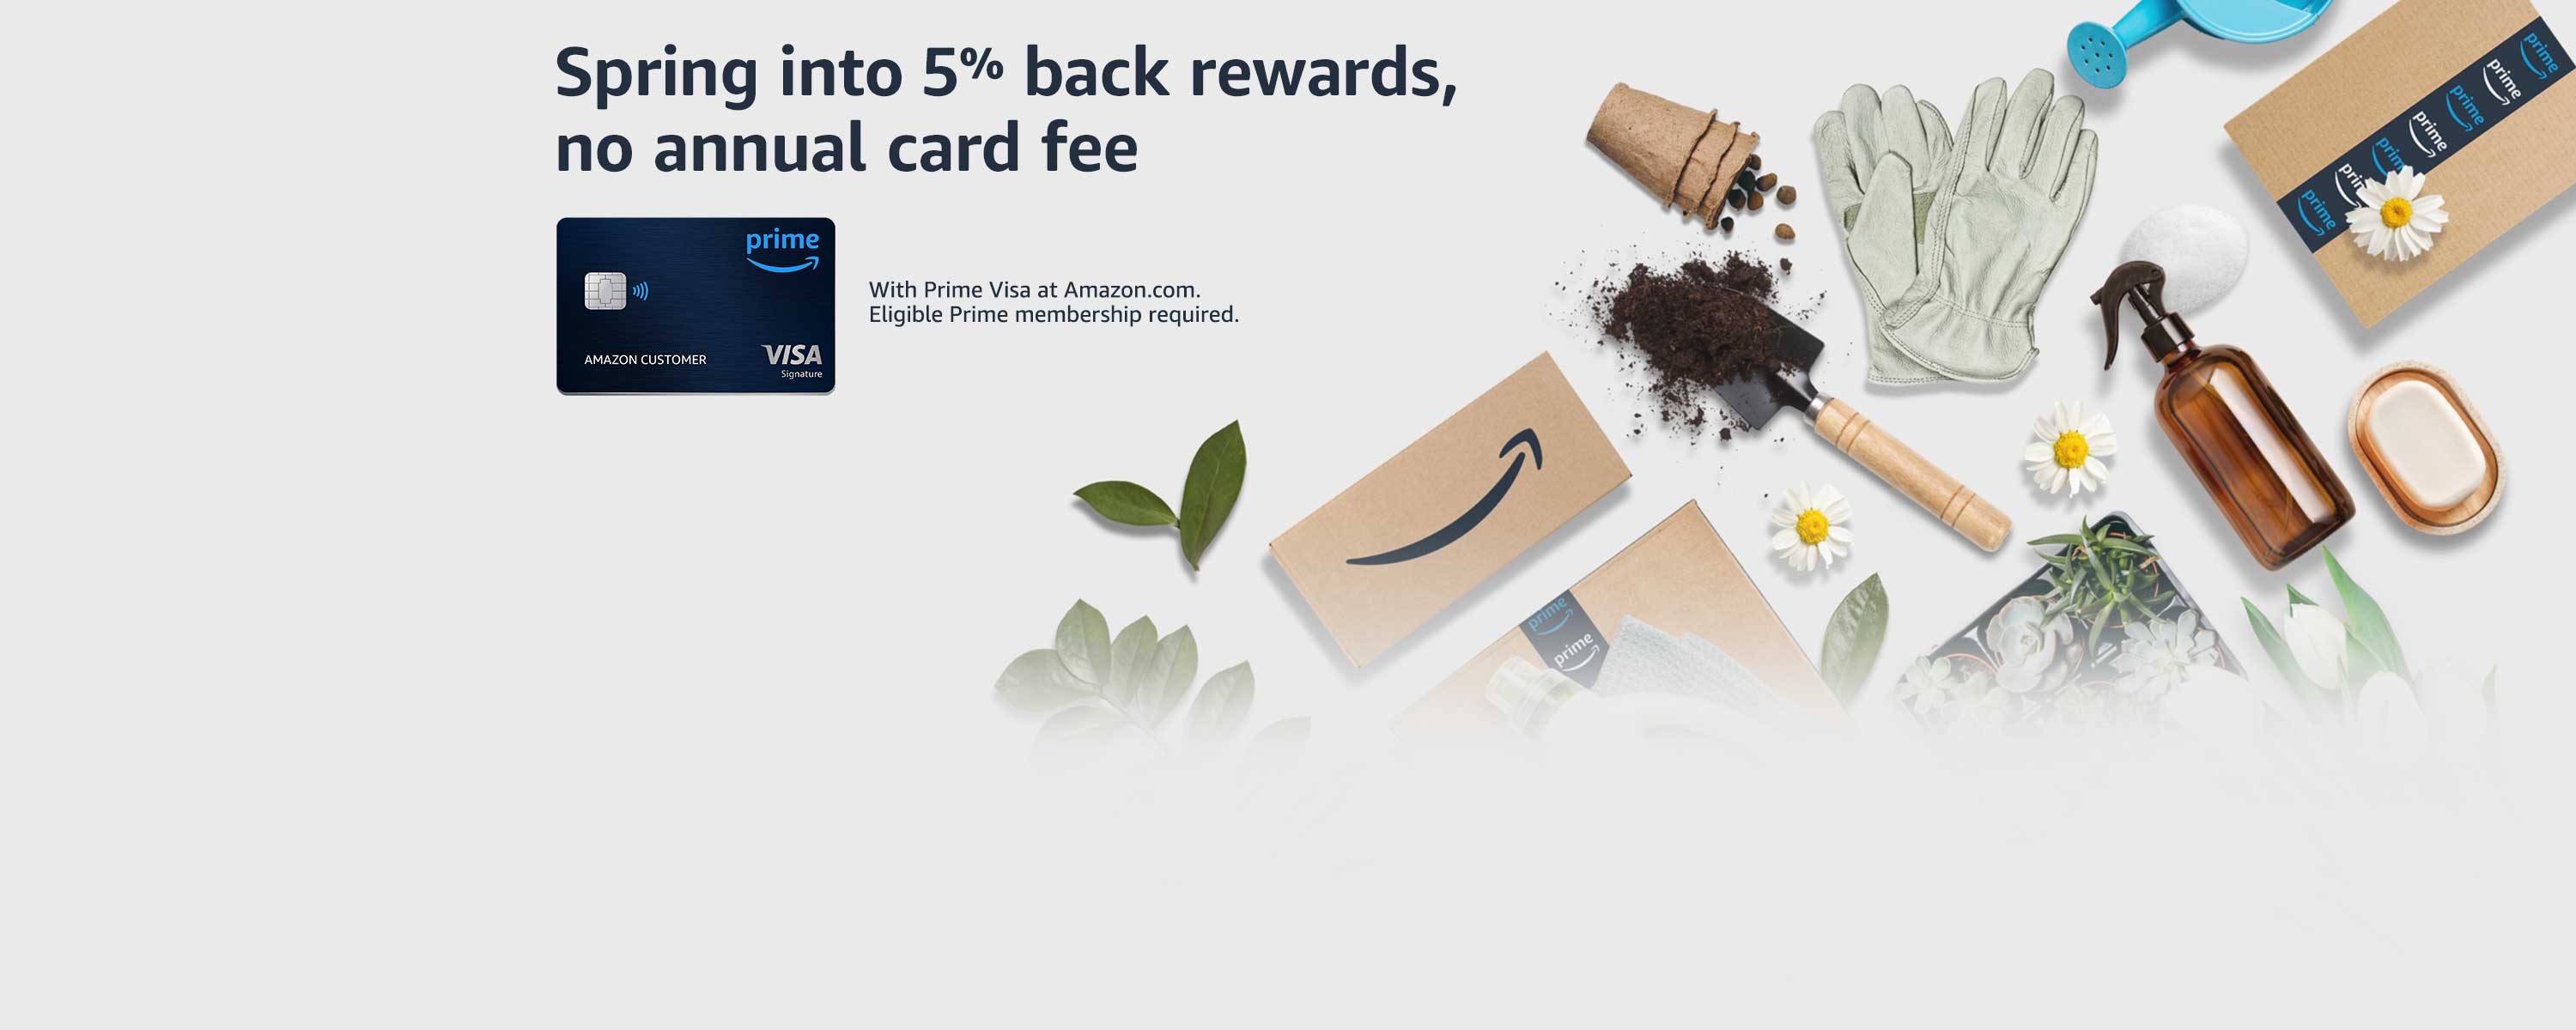 Spring into 5% back rewards,
no annual card fee
prime
AMAZON CUSTOMER
VISA
Signature
With Prime Visa at Amazon.com.
Eligible Prime membership required.
prime
prime
prime
prime
prime
prime
prime
prime